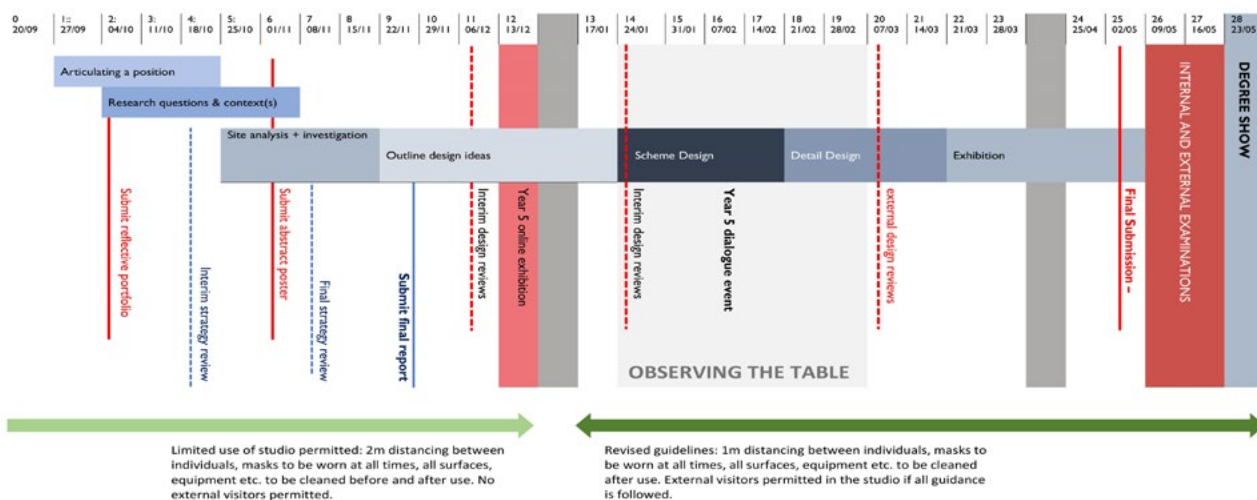 0 1:: 2: 3: 4: 5: 6 7 8 9 10 11 12 13 14 15 16 17 18 19 20 21 22 23 24 25 26 27 28
20/09 27/09 04/10 11/10 18/10 25/10 01/11 08/11 15/11 22/11 29/11 06/12 13/12 17/01 24/01 31/01 07/02 14/02 21/02 28/02 07/03 14/03 21/03 28/03 25/04 02/05 09/05 16/05 23/05
Articulating a position
Research questions & context(s)
Site analysis + investigation
Outline design ideas
Scheme Design
Detail Design
Exhibition
Submit reflective portfolio
Interim strategy review
Submit abstract poster
Final strategy review
Submit final report
Interim design reviews
Year 5 online exhibition
Interim design reviews
Year 5 dialogue event
external design reviews
Final Submission –
INTERNAL AND EXTERNAL EXAMINATIONS
DEGREE SHOW
OBSERVING THE TABLE
Limited use of studio permitted: 2m distancing between
individuals, masks to be worn at all times, all surfaces,
equipment etc. to be cleaned before and after use. No
external visitors permitted.
Revised guidelines: 1m distancing between individuals, masks to
be worn at all times, all surfaces, equipment etc. to be cleaned
after use. External visitors permitted in the studio if all guidance
is followed.